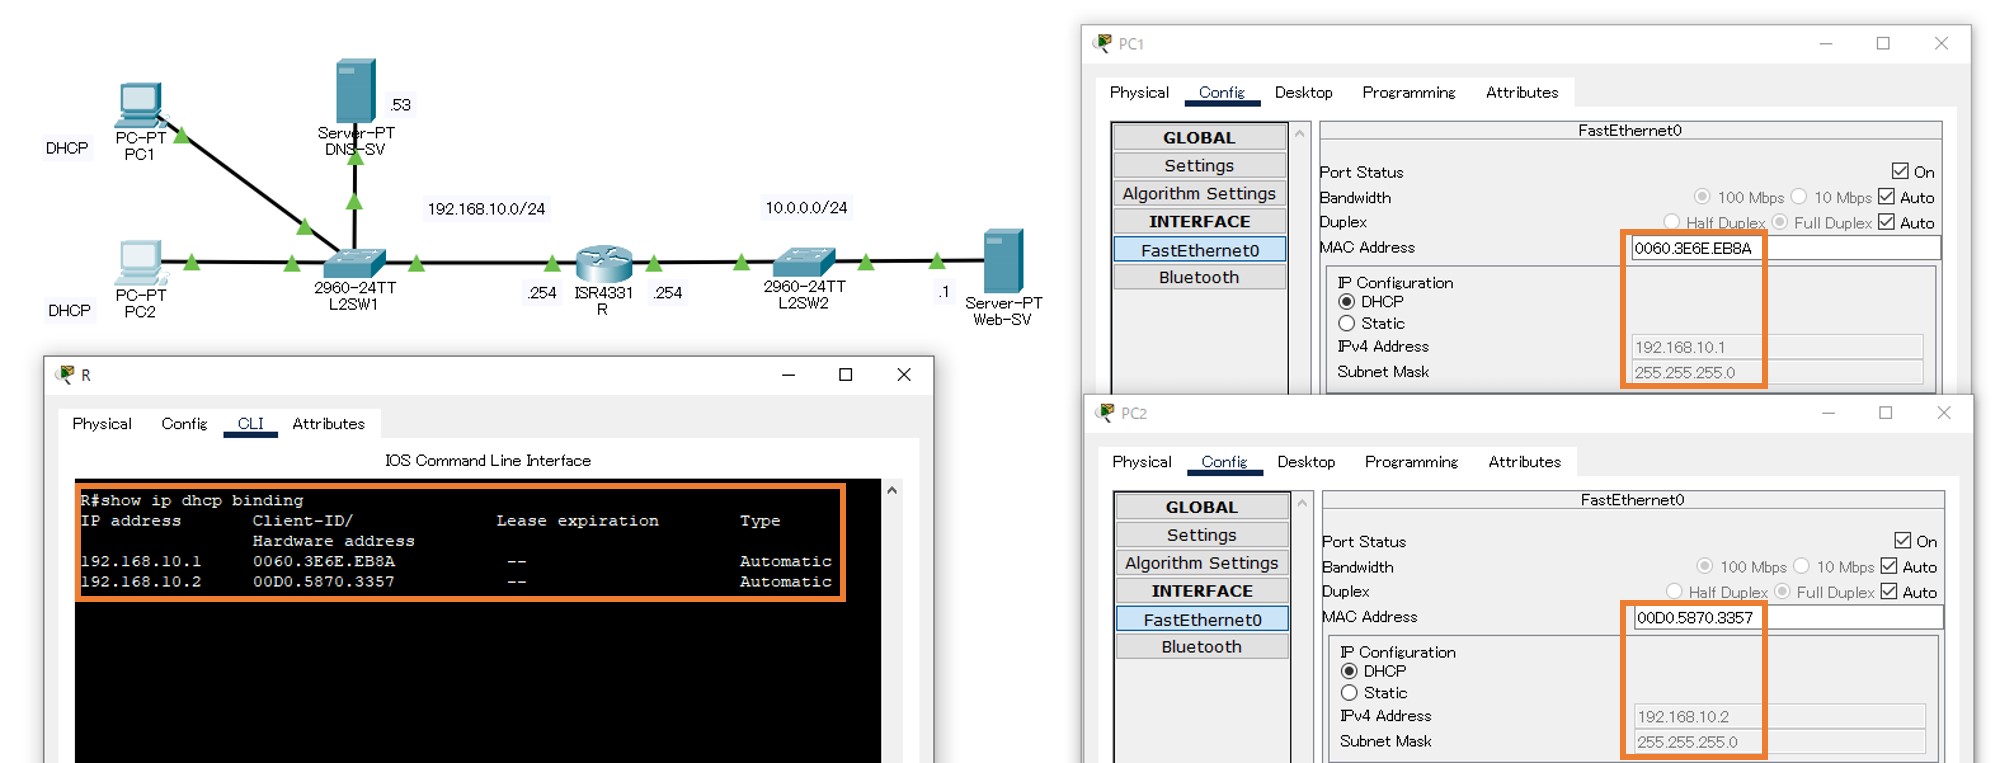 PC-PT
PC1
DHCP
Server-PT
DNS-SV
.53
192.168.10.0/24
10.0.0.0/24
PC-PT
PC2
DHCP
2960-24TT
L2SW1
.254
ISR4331
R
.254
2960-24TT
L2SW2
.1
Server-PT
Web-SV
R
Physical Config CLI Attributes
IOS Command Line Interface
R#show ip dhcp binding
IP address Client-ID/ Lease expiration Type
Hardware address
192.168.10.1 0060.3E6E.EB8A -- Automatic
192.168.10.2 00D0.5870.3357 -- Automatic
PC1
Physical Config Desktop Programming Attributes
GLOBAL
Settings
Algorithm Settings
INTERFACE
FastEthernet0
Bluetooth
FastEthernet0
Port Status On
Bandwidth 100 Mbps 10 Mbps Auto
Duplex Half Duplex Full Duplex Auto
MAC Address 0060.3E6E.EB8A
IP Configuration
DHCP
Static
IPv4 Address 192.168.10.1
Subnet Mask 255.255.255.0
PC2
Physical Config Desktop Programming Attributes
GLOBAL
Settings
Algorithm Settings
INTERFACE
FastEthernet0
Bluetooth
FastEthernet0
Port Status On
Bandwidth 100 Mbps 10 Mbps Auto
Duplex Half Duplex Full Duplex Auto
MAC Address 00D0.5870.3357
IP Configuration
DHCP
Static
IPv4 Address 192.168.10.2
Subnet Mask 255.255.255.0